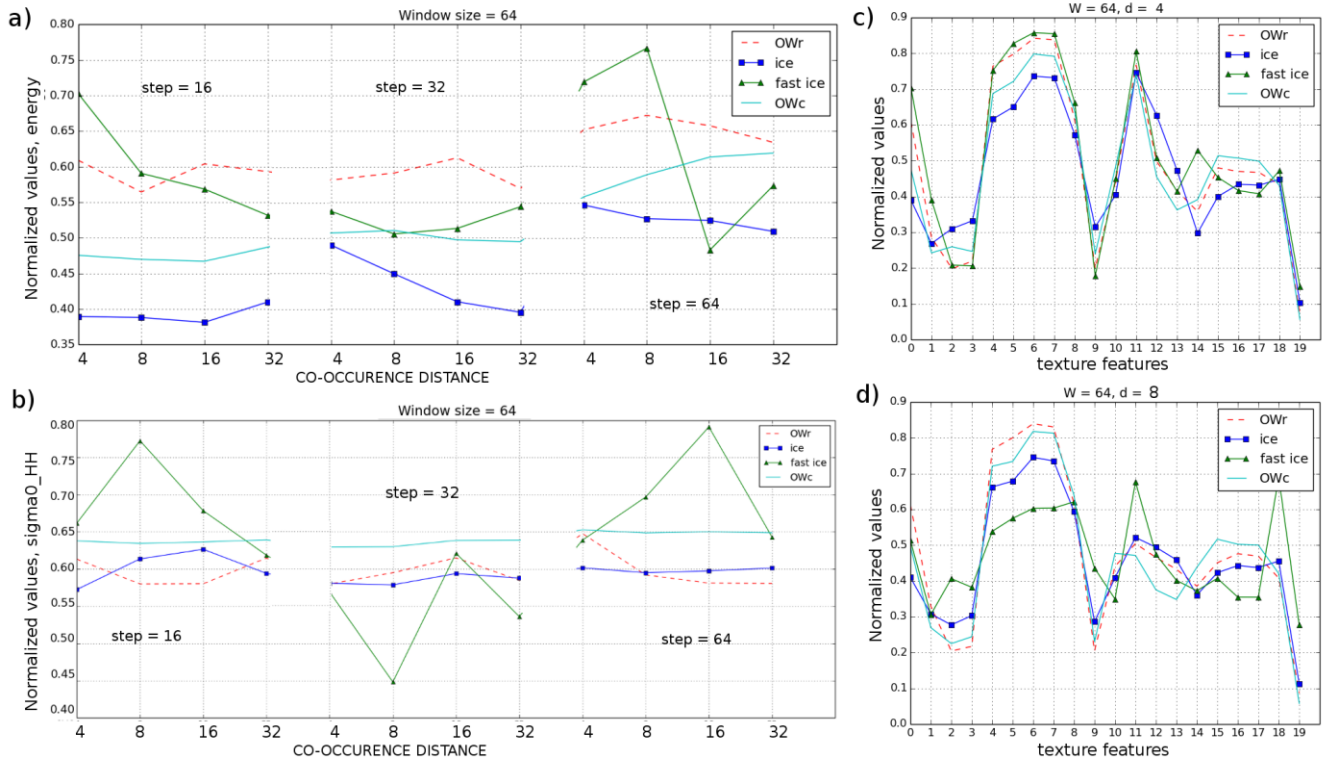 a)
Window size = 64
Normalized values, energy
0.80
0.75
0.70
0.65
0.60
0.55
0.50
0.45
0.40
0.35
step = 16
step = 32
step = 64
OWr
ice
fast ice
OWc
4 8 16 32 4 8 16 32 4 8 16 32
CO-OCCURENCE DISTANCE
b)
Window size = 64
Normalized values, sigma0_HH
0.80
0.75
0.70
0.65
0.60
0.55
0.50
0.45
0.40
step = 16
step = 32
step = 64
OWr
ice
fast ice
OWc
4 8 16 32 4 8 16 32 4 8 16 32
CO-OCCURENCE DISTANCE
c)
W = 64, d = 4
Normalized values
0.9
0.8
0.7
0.6
0.5
0.4
0.3
0.2
0.1
0.0
OWr
ice
fast ice
OWc
0 1 2 3 4 5 6 7 8 9 10 11 12 13 14 15 16 17 18 19
texture features
d)
W = 64, d = 8
Normalized values
0.9
0.8
0.7
0.6
0.5
0.4
0.3
0.2
0.1
0.0
OWr
ice
fast ice
OWc
0 1 2 3 4 5 6 7 8 9 10 11 12 13 14 15 16 17 18 19
texture features